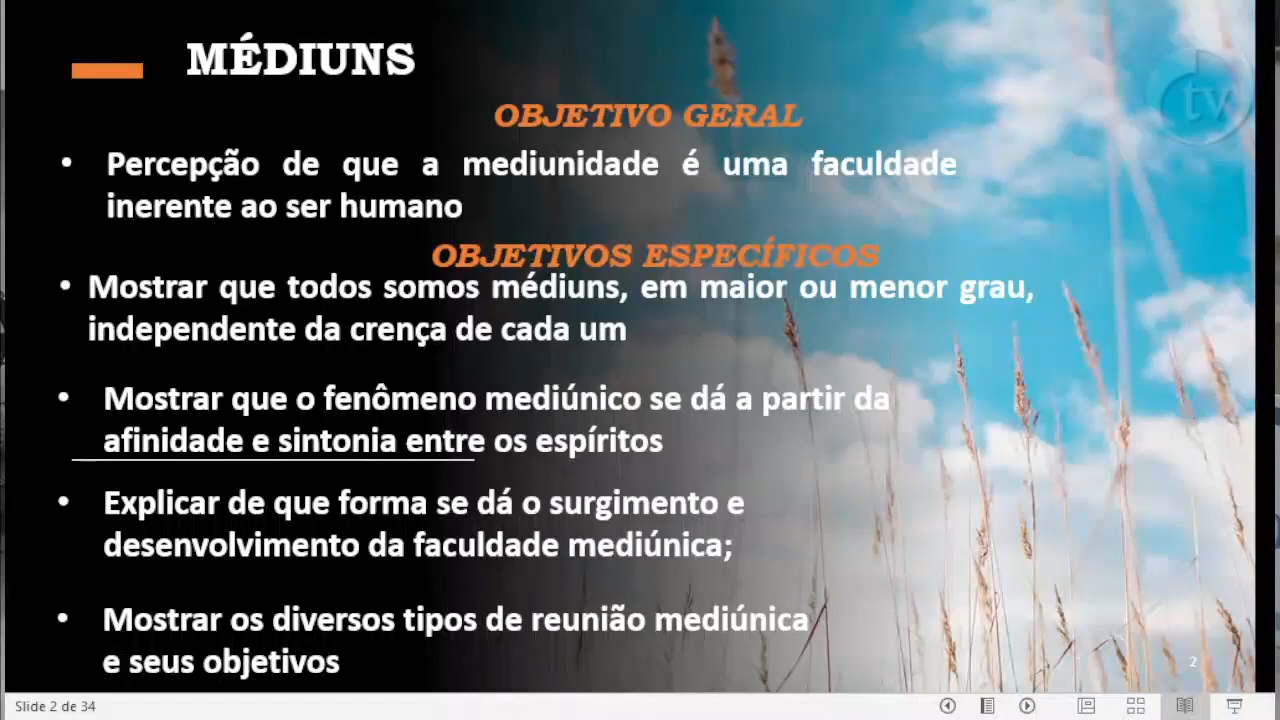 MÉDIUNS
OBJETIVO GERAL
• Percepção de que a mediunidade é uma faculdade
inerente ao ser humano
OBJETIVOS ESPECÍFICOS
• Mostrar que todos somos médiuns, em maior ou menor grau,
independente da crença de cada um
• Mostrar que o fenômeno mediúnico se dá a partir da
afinidade e sintonia entre os espíritos
• Explicar de que forma se dá o surgimento e
desenvolvimento da faculdade mediúnica;
• Mostrar os diversos tipos de reunião mediúnica
e seus objetivos
tv
2
Slide 2 de 34